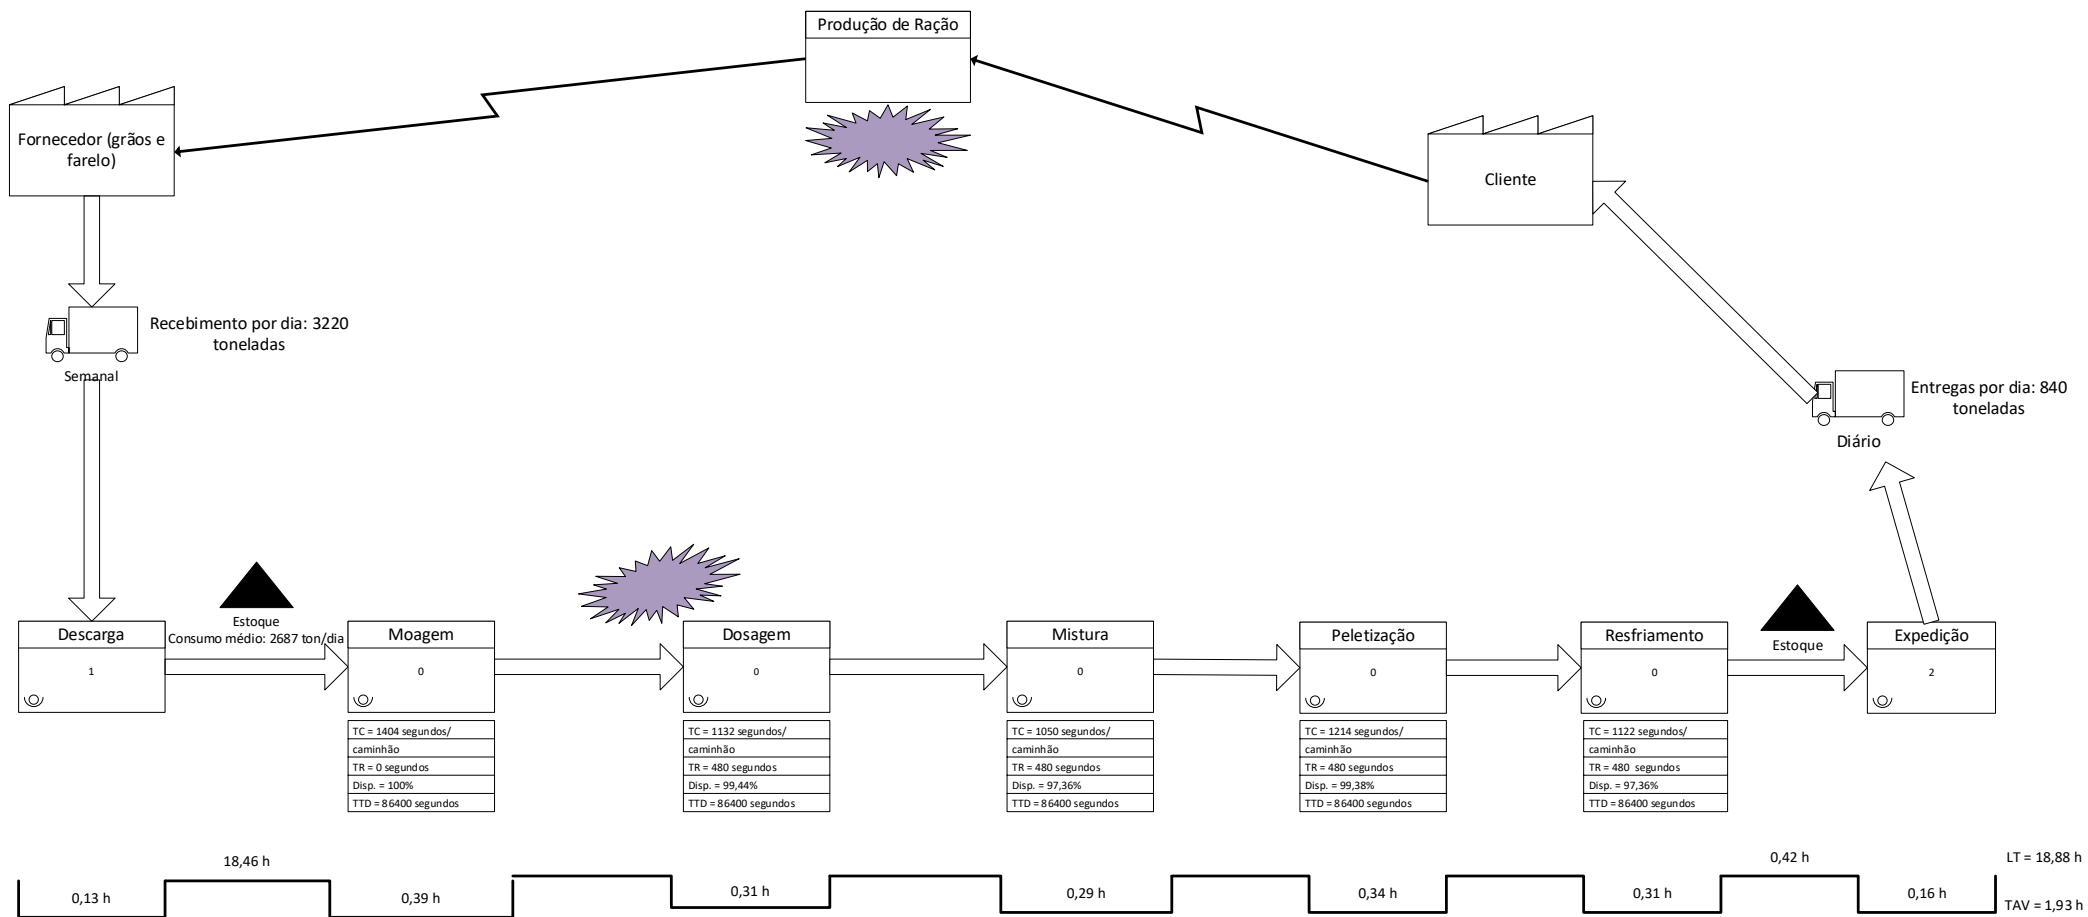 Produção de Ração
Fornecedor (grãos e
farelo)
Cliente
Recebimento por dia: 3220
toneladas
Semanal
Entregas por dia: 840
toneladas
Diário
Estoque
Consumo médio: 2687 ton/dia
Estoque
Descarga
1
Moagem
0
TC = 1404 segundos/
caminhão
TR = 0 segundos
Disp. = 100%
TTD = 86400 segundos
Dosagem
0
TC = 1132 segundos/
caminhão
TR = 480 segundos
Disp. = 99,44%
TTD = 86400 segundos
Mistura
0
TC = 1050 segundos/
caminhão
TR = 480 segundos
Disp. = 97,36%
TTD = 86400 segundos
Peletização
0
TC = 1214 segundos/
caminhão
TR = 480 segundos
Disp. = 99,38%
TTD = 86400 segundos
Resfriamento
0
TC = 1122 segundos/
caminhão
TR = 480 segundos
Disp. = 97,36%
TTD = 86400 segundos
Expedição
2
18,46 h
0,42 h
LT = 18,88 h
0,13 h
0,39 h
0,31 h
0,29 h
0,34 h
0,31 h
0,16 h
TAV = 1,93 h